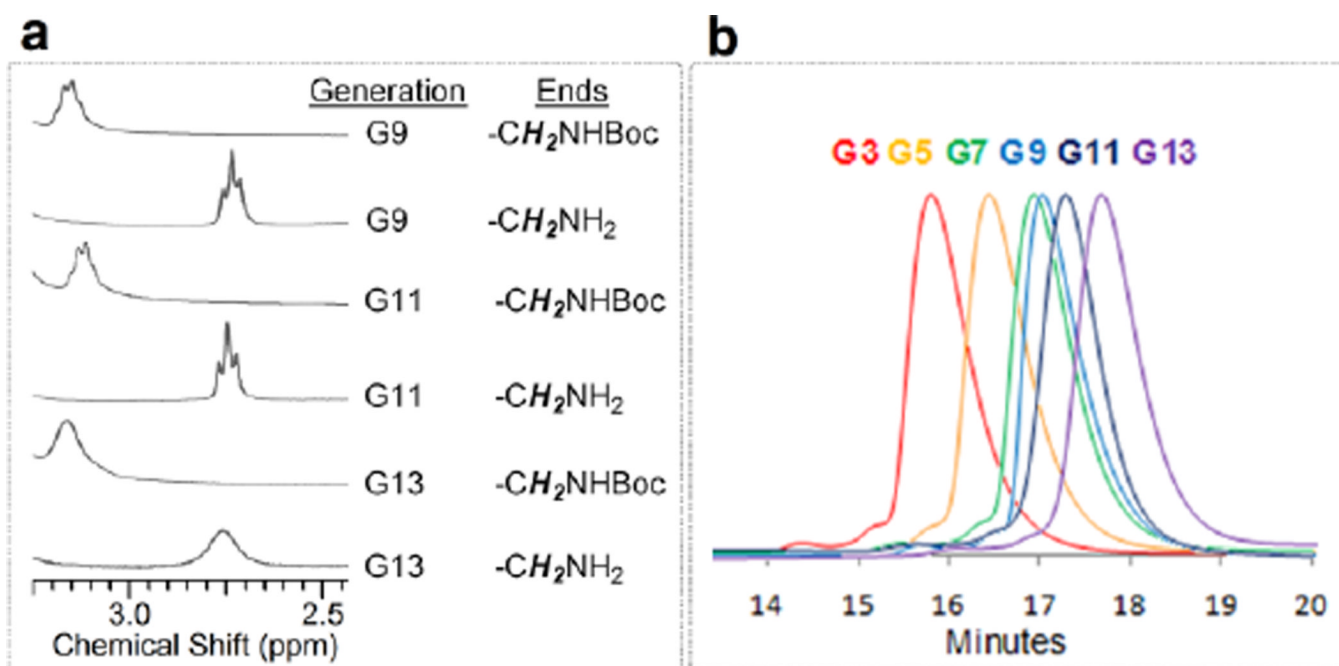 a
Generation Ends
G9 -CH2NHBoc
G9 -CH2NH2
G11 -CH2NHBoc
G11 -CH2NH2
G13 -CH2NHBoc
G13 -CH2NH2
3.0 2.5
Chemical Shift (ppm)
b
G3 G5 G7 G9 G11 G13
14 15 16 17 18 19 20
Minutes